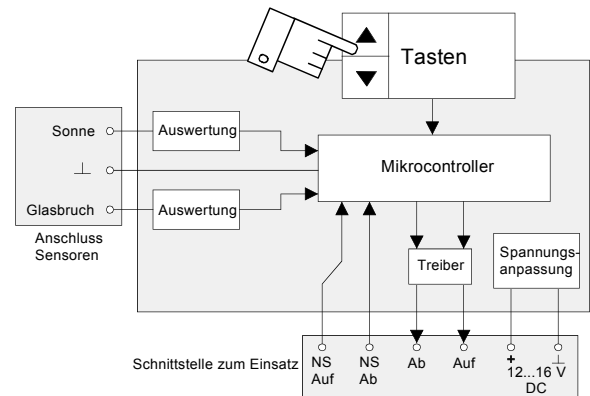 Tasten
Sonne
Auswertung
⊥
Mikrocontroller
Glasbruch
Auswertung
Anschluss
Sensoren
Treiber
Spannungs-
anpassung
Schnittstelle zum Einsatz
NS
Auf
NS
Ab
Ab
Auf
+
⊥
12...16 V
DC